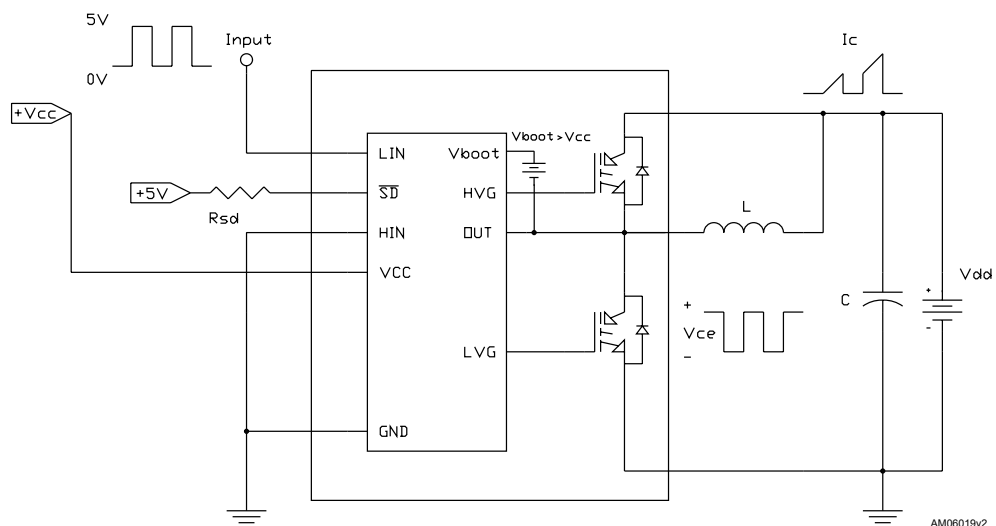 5V
0V
Input
Ic
+Vcc
Vboot>Vcc
LIN
Vboot
+5V
Rsd
SD
HVG
L
HIN
OUT
VCC
Vdd
C
+
-
+
Vce
-
LVG
GND
AM06019v2